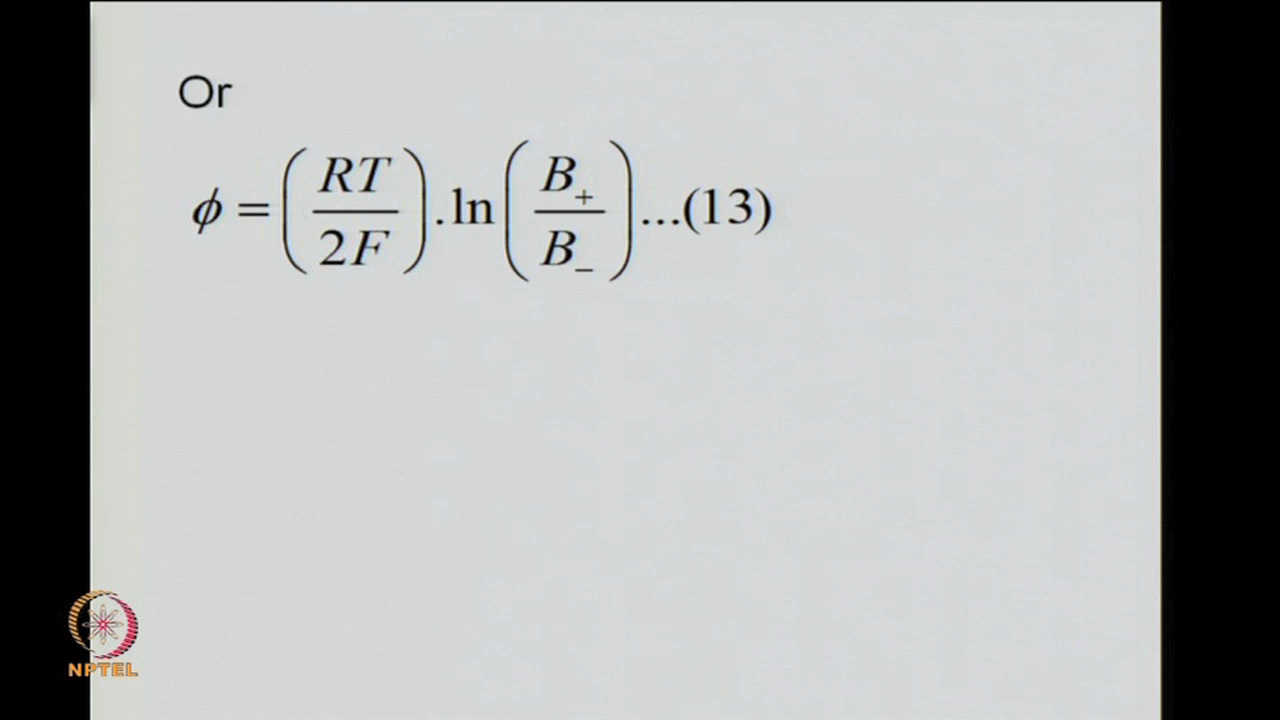 Or
ϕ = (RT / 2F) . ln (B₊ / B₋) ...(13)
NPTEL